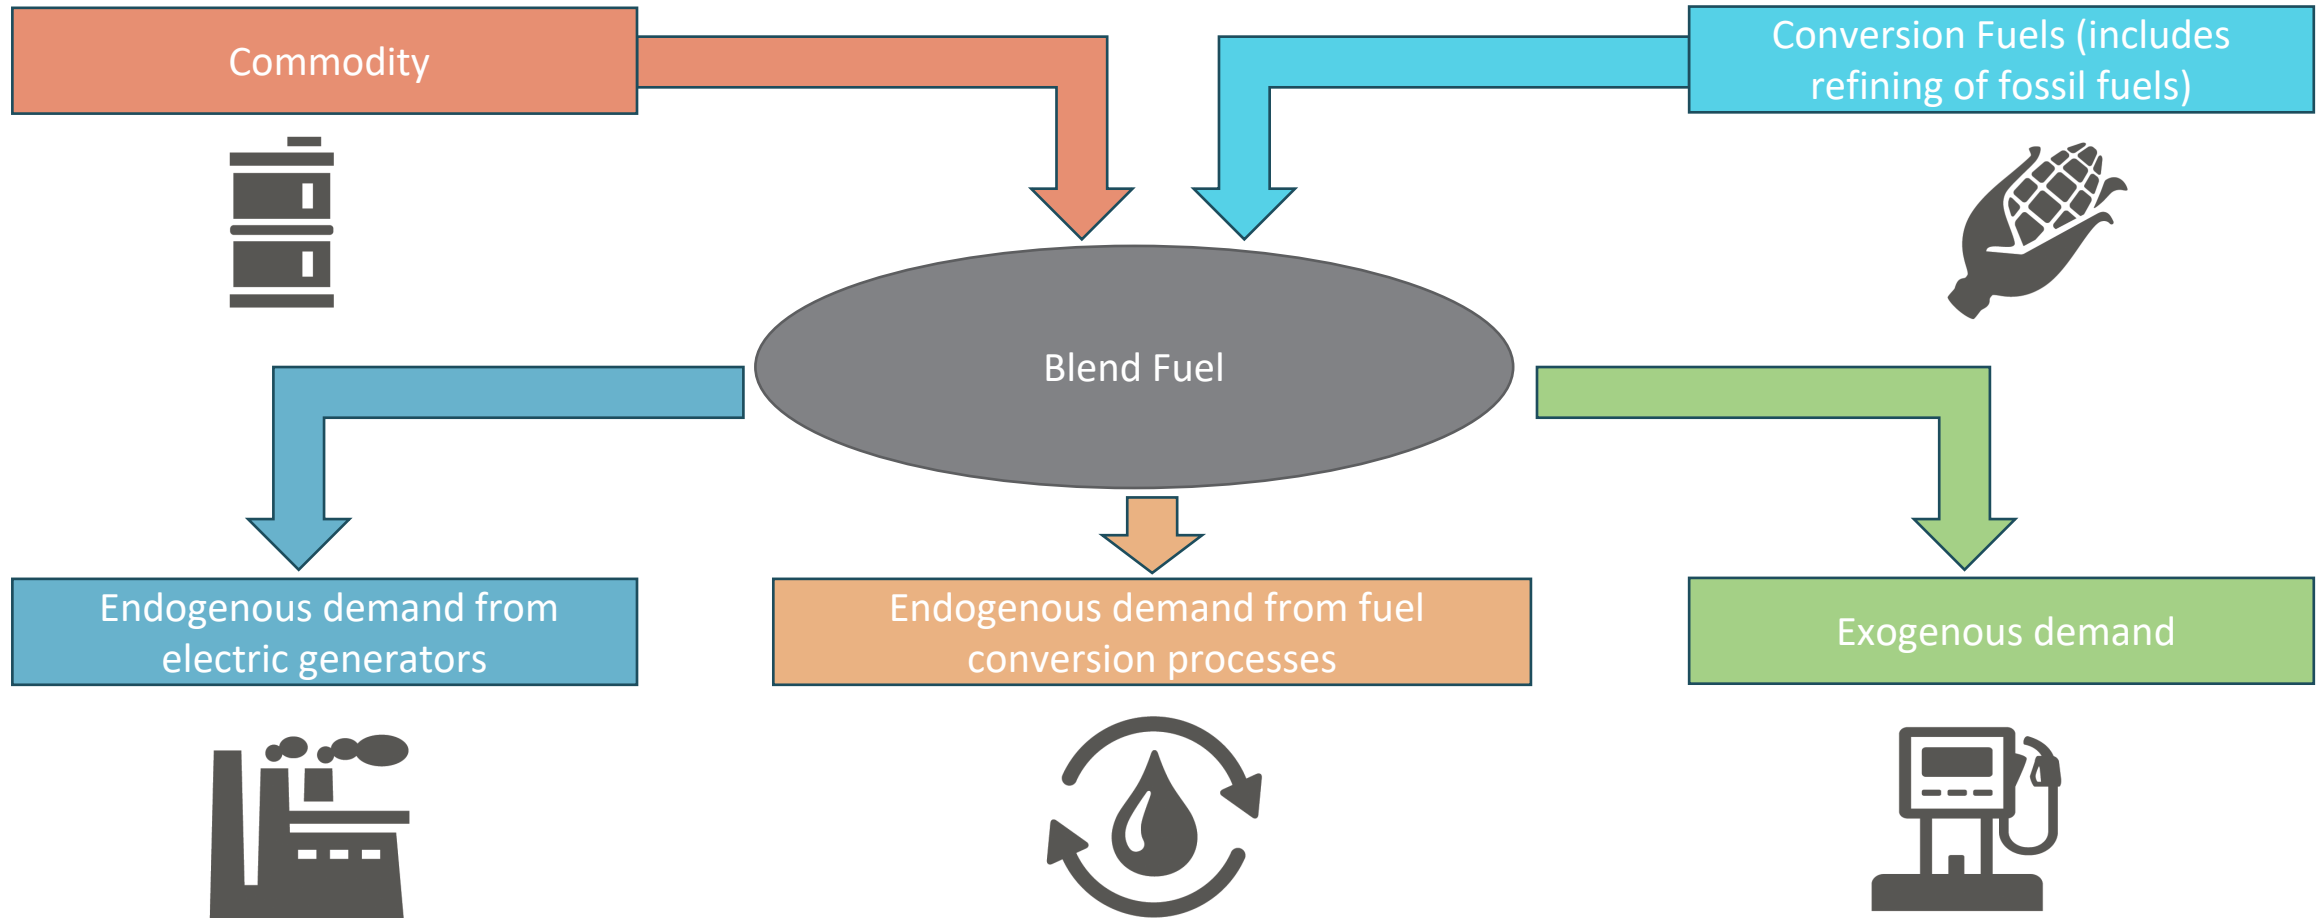 Commodity
Conversion Fuels (includes
refining of fossil fuels)
Blend Fuel
Endogenous demand from
electric generators
Endogenous demand from fuel
conversion processes
Exogenous demand